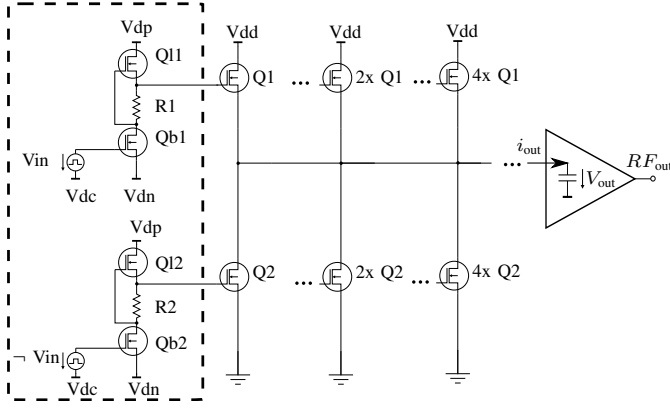 Vdp
Ql1
R1
Qb1
Vin
Vdc
Vdn
Vdp
Ql2
R2
Qb2
¬ Vin
Vdc
Vdn
Vdd Vdd Vdd
Q1 ... 2x Q1 ... 4x Q1
i_out
...
V_out
RF_out
Q2 ... 2x Q2 ... 4x Q2